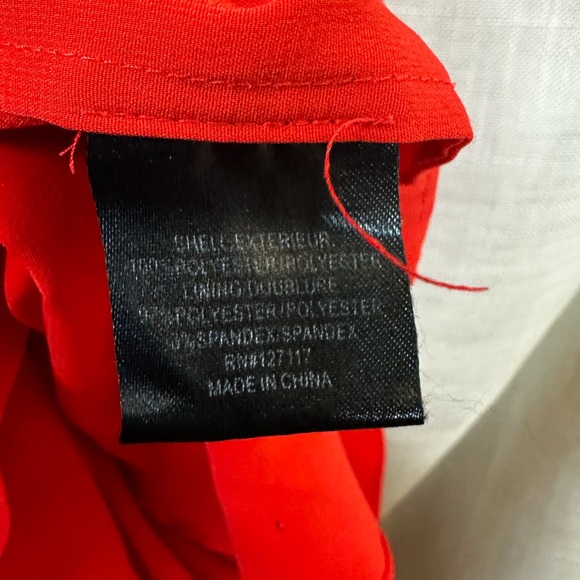 SHELL EXTERIEUR
100% POLYESTER/POLYESTER
LINING/DOUBLURE
POLYESTER/POLYESTER
SPANDEX/SPANDEX
RN#127117
MADE IN CHINA